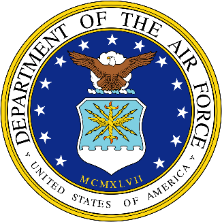 DEPARTMENT OF THE AIR FORCE
MCMXLVII
UNITED STATES OF AMERICA